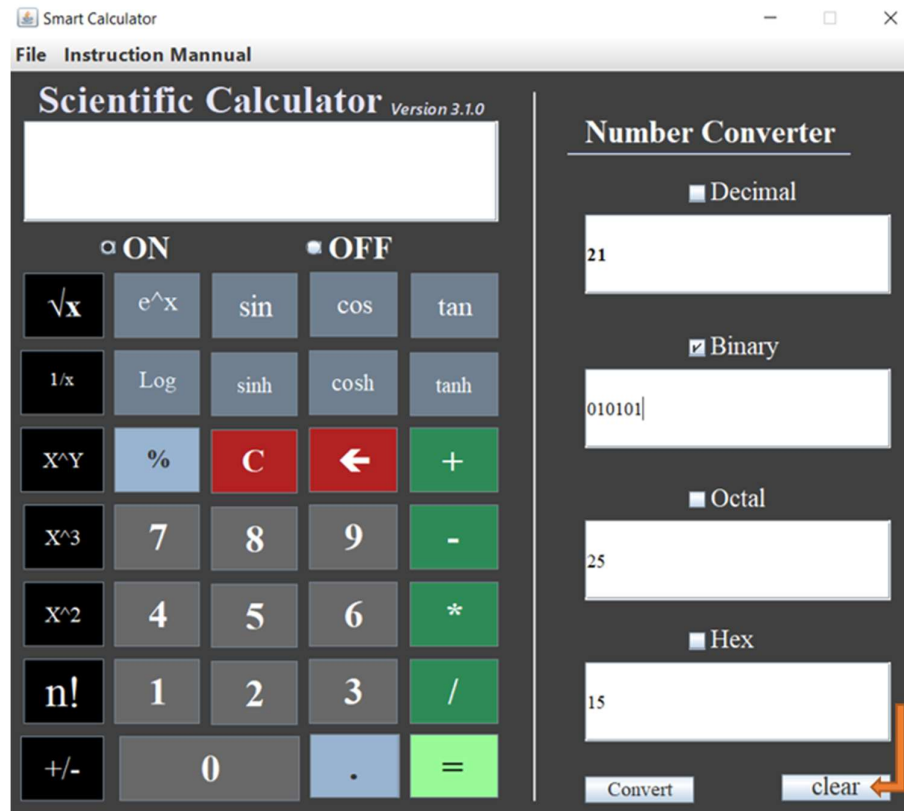 Smart Calculator
File Instruction Mannual
Scientific Calculator Version 3.1.0
ON OFF
√x e^x sin cos tan
1/x Log sinh cosh tanh
X^Y % C ← +
X^3 7 8 9 -
X^2 4 5 6 *
n! 1 2 3 /
+/- 0 . =
Number Converter
Decimal
21
Binary
010101
Octal
25
Hex
15
Convert clear